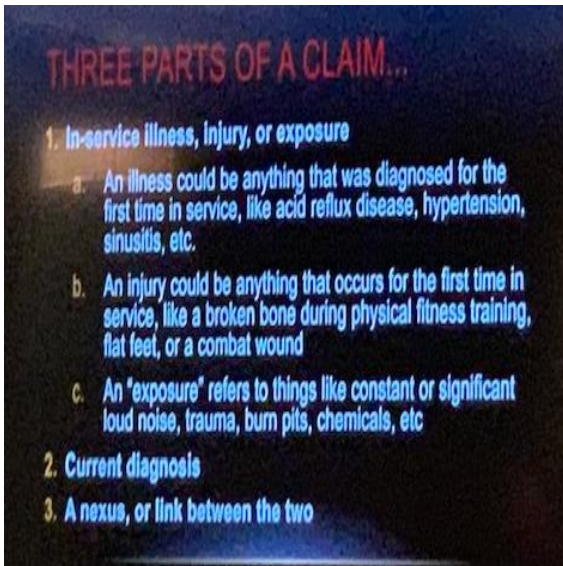 THREE PARTS OF A CLAIM...
1. In-service illness, injury, or exposure
a. An illness could be anything that was diagnosed for the
first time in service, like acid reflux disease, hypertension,
sinusitis, etc.
b. An injury could be anything that occurs for the first time in
service, like a broken bone during physical fitness training,
flat feet, or a combat wound
c. An "exposure" refers to things like constant or significant
loud noise, trauma, burn pits, chemicals, etc
2. Current diagnosis
3. A nexus, or link between the two